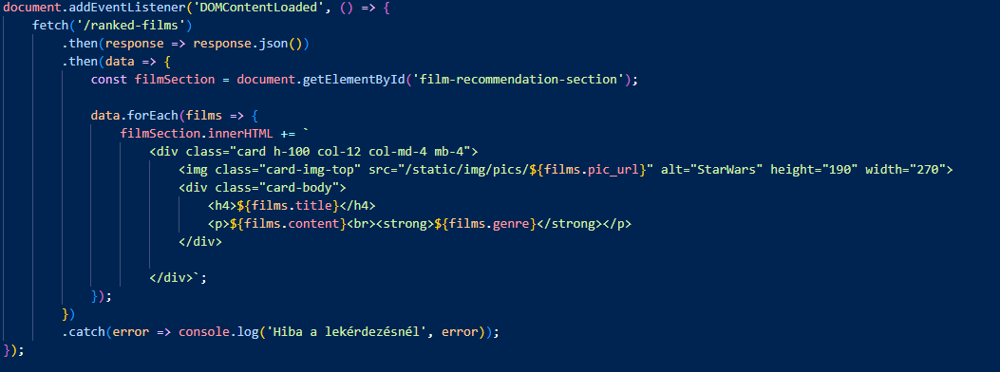 document.addEventListener('DOMContentLoaded', () => {
    fetch('/ranked-films')
        .then(response => response.json())
        .then(data => {
            const filmSection = document.getElementById('film-recommendation-section');

            data.forEach(films => {
                filmSection.innerHTML += `
                    <div class="card h-100 col-12 col-md-4 mb-4">
                        <img class="card-img-top" src="/static/img/pics/${films.pic_url}" alt="StarWars" height="190" width="270">
                        <div class="card-body">
                            <h4>${films.title}</h4>
                            <p>${films.content}<br><strong>${films.genre}</strong></p>
                        </div>

                    </div>`;
            });
        })
        .catch(error => console.log('Hiba a lekérdezésnél', error));
});